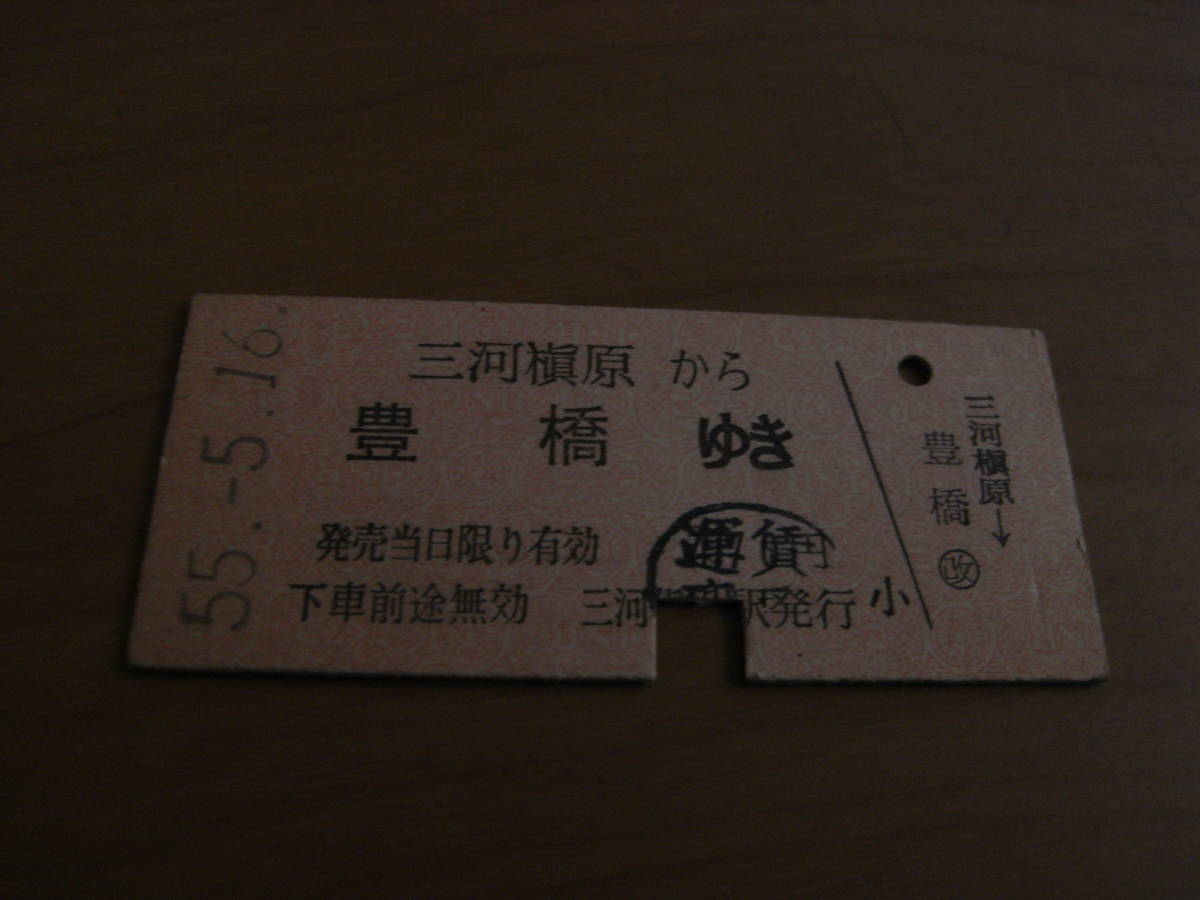 55.-5.16.
三河槇原 から
豊橋 ゆき
発売当日限り有効 運賃
下車前途無効 三河 駅発行 小
三河槇原→
豊橋 改